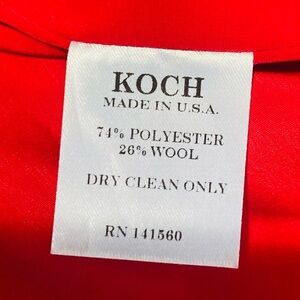 KOCH
MADE IN U.S.A.
74% POLYESTER
26% WOOL
DRY CLEAN ONLY
RN 141560